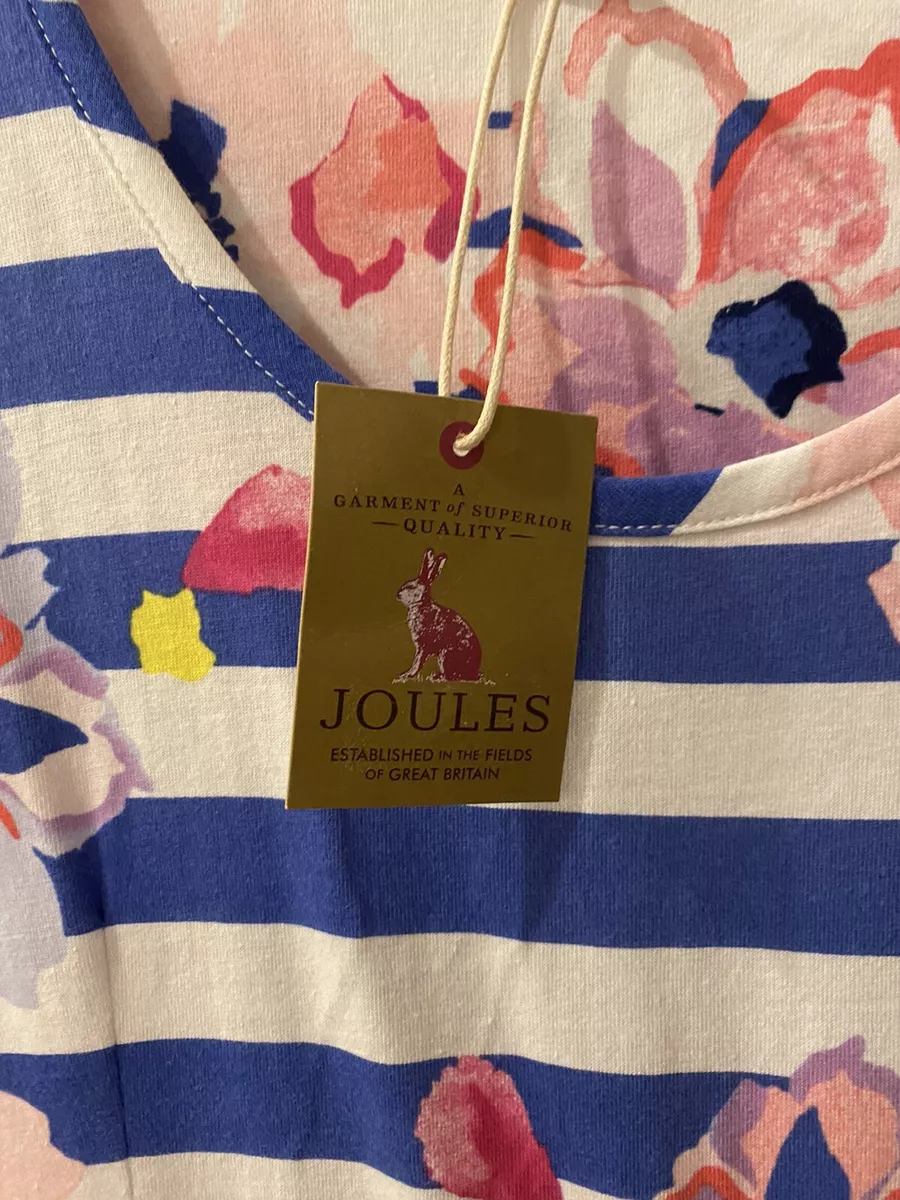 A
GARMENT of SUPERIOR
QUALITY
JOULES
ESTABLISHED IN THE FIELDS
OF GREAT BRITAIN